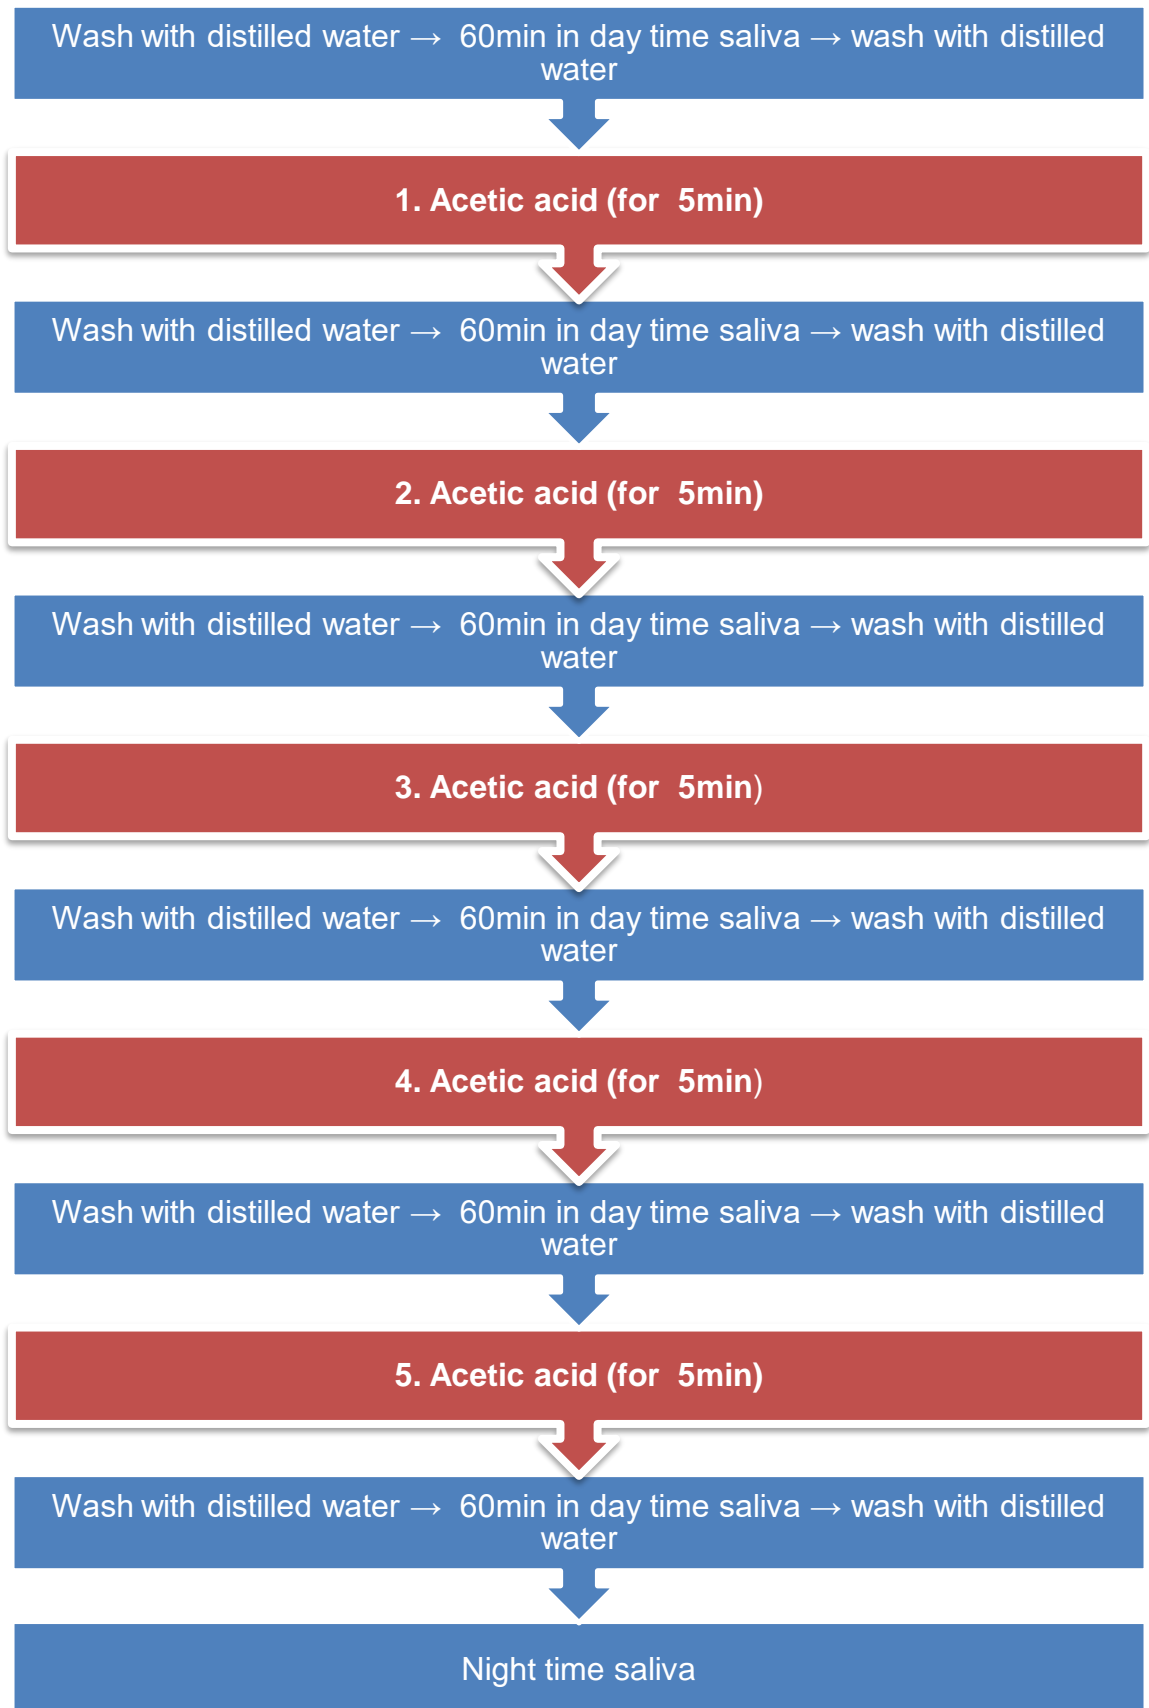 Wash with distilled water → 60min in day time saliva → wash with distilled
water
1. Acetic acid (for 5min)
Wash with distilled water → 60min in day time saliva → wash with distilled
water
2. Acetic acid (for 5min)
Wash with distilled water → 60min in day time saliva → wash with distilled
water
3. Acetic acid (for 5min)
Wash with distilled water → 60min in day time saliva → wash with distilled
water
4. Acetic acid (for 5min)
Wash with distilled water → 60min in day time saliva → wash with distilled
water
5. Acetic acid (for 5min)
Wash with distilled water → 60min in day time saliva → wash with distilled
water
Night time saliva